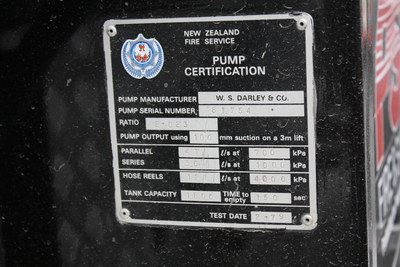 NEW ZEALAND
FIRE SERVICE
PUMP
CERTIFICATION
PUMP MANUFACTURER W. S. DARLEY & CO.
PUMP SERIAL NUMBER
RATIO
PUMP OUTPUT using mm suction on a 3m lift
PARALLEL ℓ/s at kPa
SERIES ℓ/s at kPa
HOSE REELS ℓ/s at 4000 kPa
TANK CAPACITY TIME to empty sec
TEST DATE